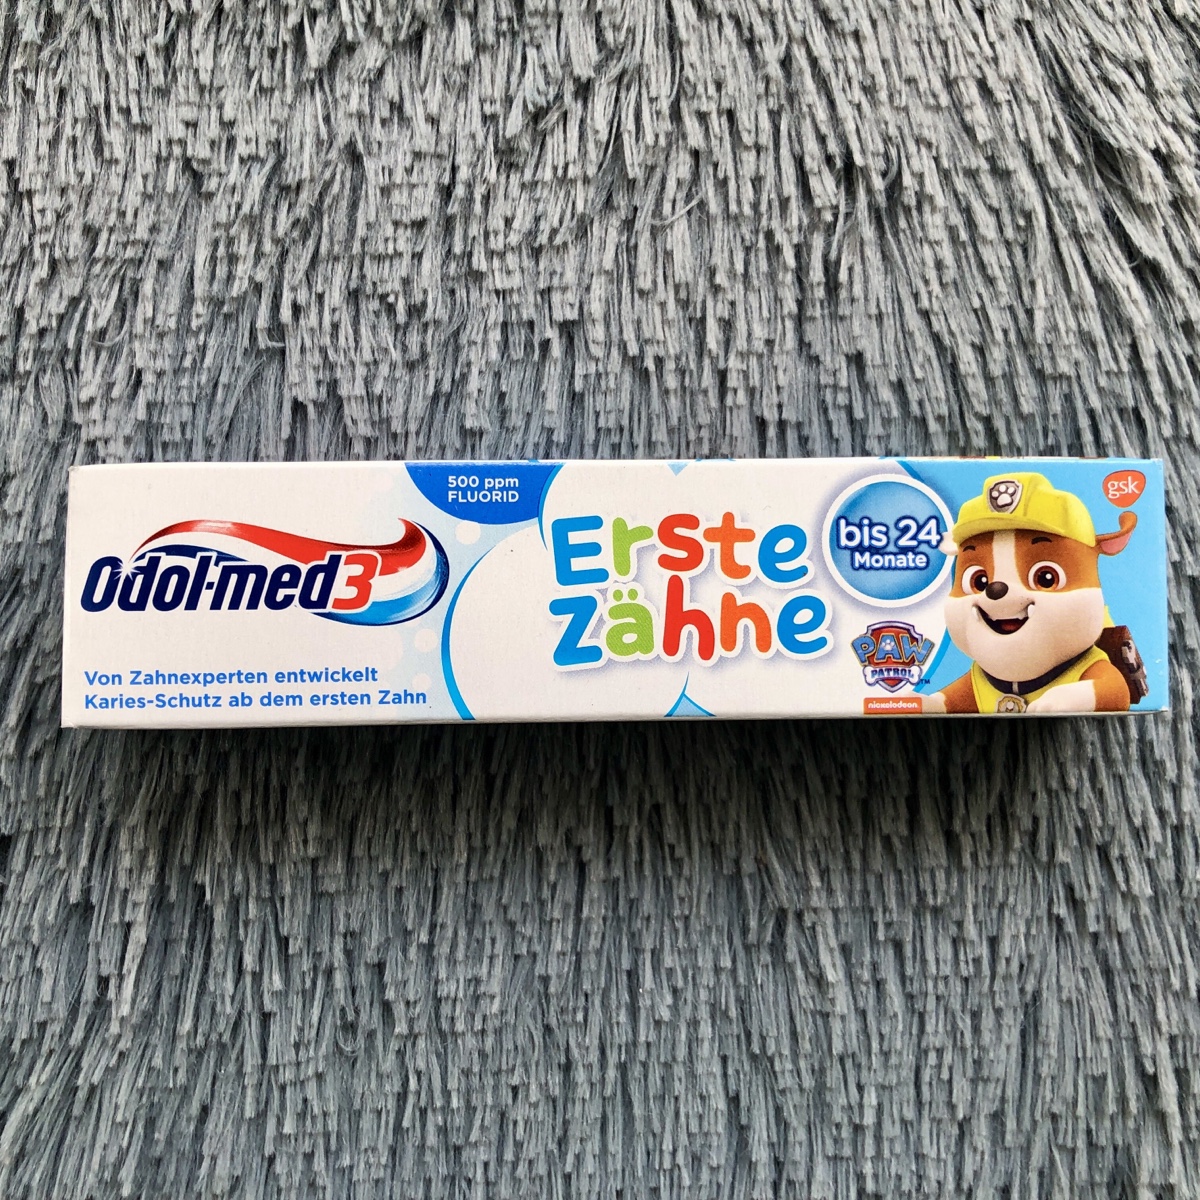 500 ppm
FLUORID
Odol-med3
Von Zahnexperten entwickelt
Karies-Schutz ab dem ersten Zahn
Erste
Zähne
bis 24
Monate
PAW
PATROL™
nickelodeon
gsk